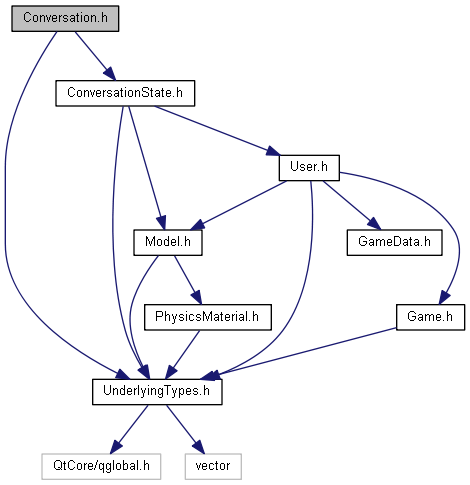 Conversation.h
ConversationState.h
User.h
Model.h
GameData.h
PhysicsMaterial.h
Game.h
UnderlyingTypes.h
QtCore/qglobal.h
vector